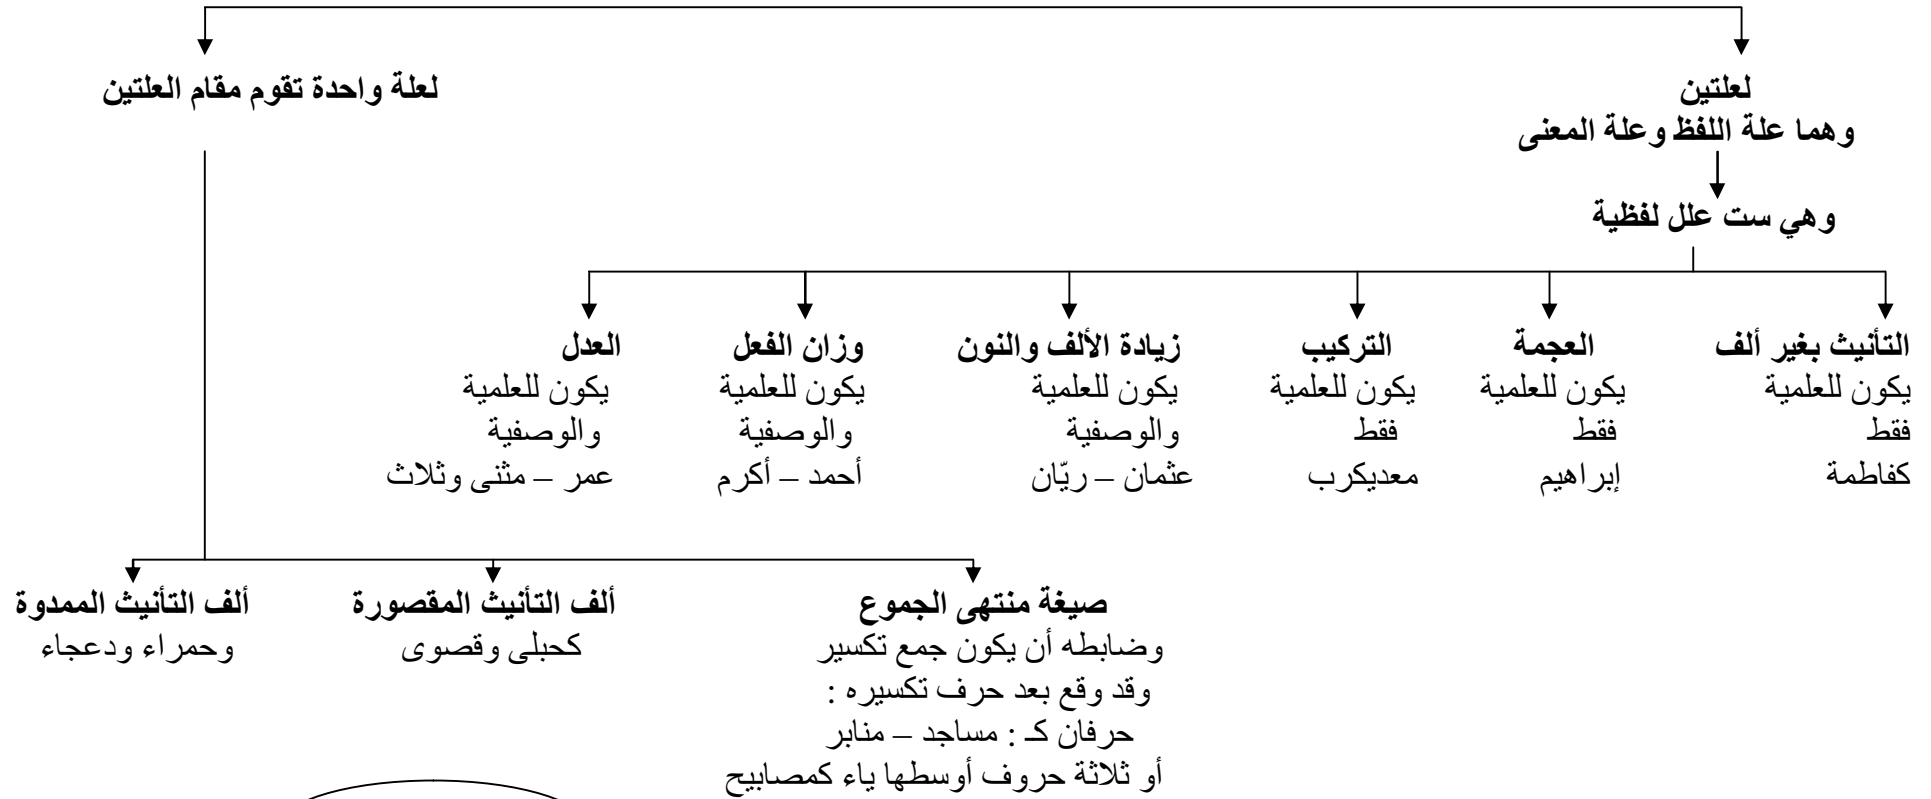 لعلتين
وهما علة اللفظ وعلة المعنى
لعلة واحدة تقوم مقام العلتين
وهي ست علل لفظية
التأنيث بغير ألف
يكون للعلمية
فقط
كفاطمة
العجمة
يكون للعلمية
فقط
إبراهيم
التركيب
يكون للعلمية
فقط
معديكرب
زيادة الألف والنون
يكون للعلمية
والوصفية
عثمان – ريّان
وزان الفعل
يكون للعلمية
والوصفية
أحمد – أكرم
العدل
يكون للعلمية
والوصفية
عمر – مثنى وثلاث
صيغة منتهى الجموع
وضابطه أن يكون جمع تكسير
وقد وقع بعد حرف تكسيره :
حرفان كـ : مساجد – منابر
أو ثلاثة حروف أوسطها ياء كمصابيح
ألف التأنيث المقصورة
كحبلى وقصوى
ألف التأنيث الممدوة
وحمراء ودعجاء